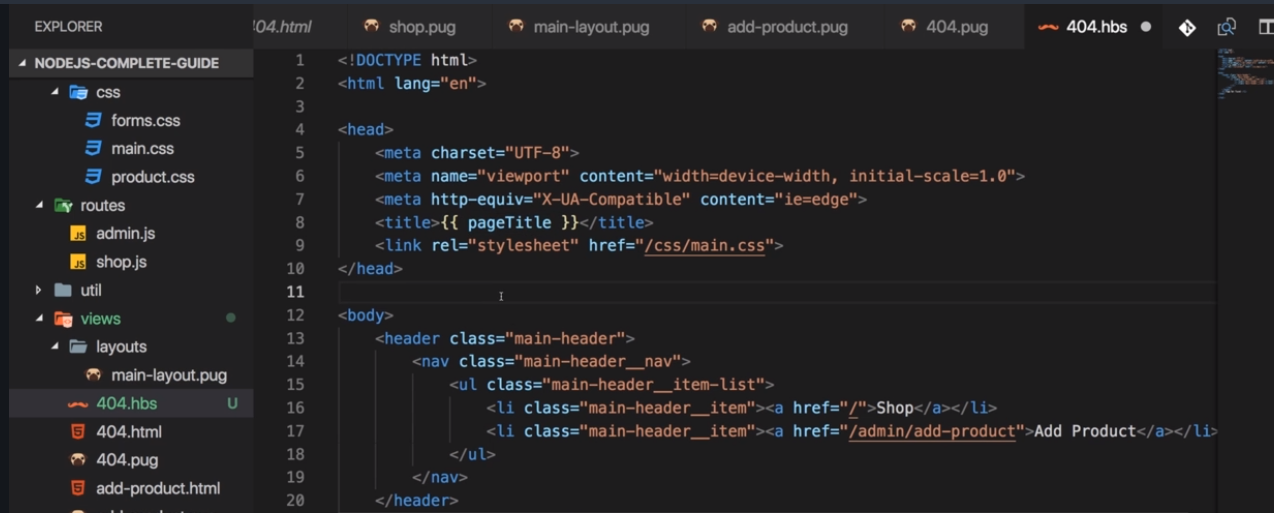 EXPLORER
NODEJS-COMPLETE-GUIDE
css
forms.css
main.css
product.css
routes
admin.js
shop.js
util
views
layouts
main-layout.pug
404.hbs U
404.html
404.pug
add-product.html
404.html shop.pug main-layout.pug add-product.pug 404.pug 404.hbs
1 <!DOCTYPE html>
2 <html lang="en">
3
4 <head>
5 <meta charset="UTF-8">
6 <meta name="viewport" content="width=device-width, initial-scale=1.0">
7 <meta http-equiv="X-UA-Compatible" content="ie=edge">
8 <title>{{ pageTitle }}</title>
9 <link rel="stylesheet" href="/css/main.css">
10 </head>
11
12 <body>
13 <header class="main-header">
14 <nav class="main-header__nav">
15 <ul class="main-header__item-list">
16 <li class="main-header__item"><a href="/">Shop</a></li>
17 <li class="main-header__item"><a href="/admin/add-product">Add Product</a></li>
18 </ul>
19 </nav>
20 </header>